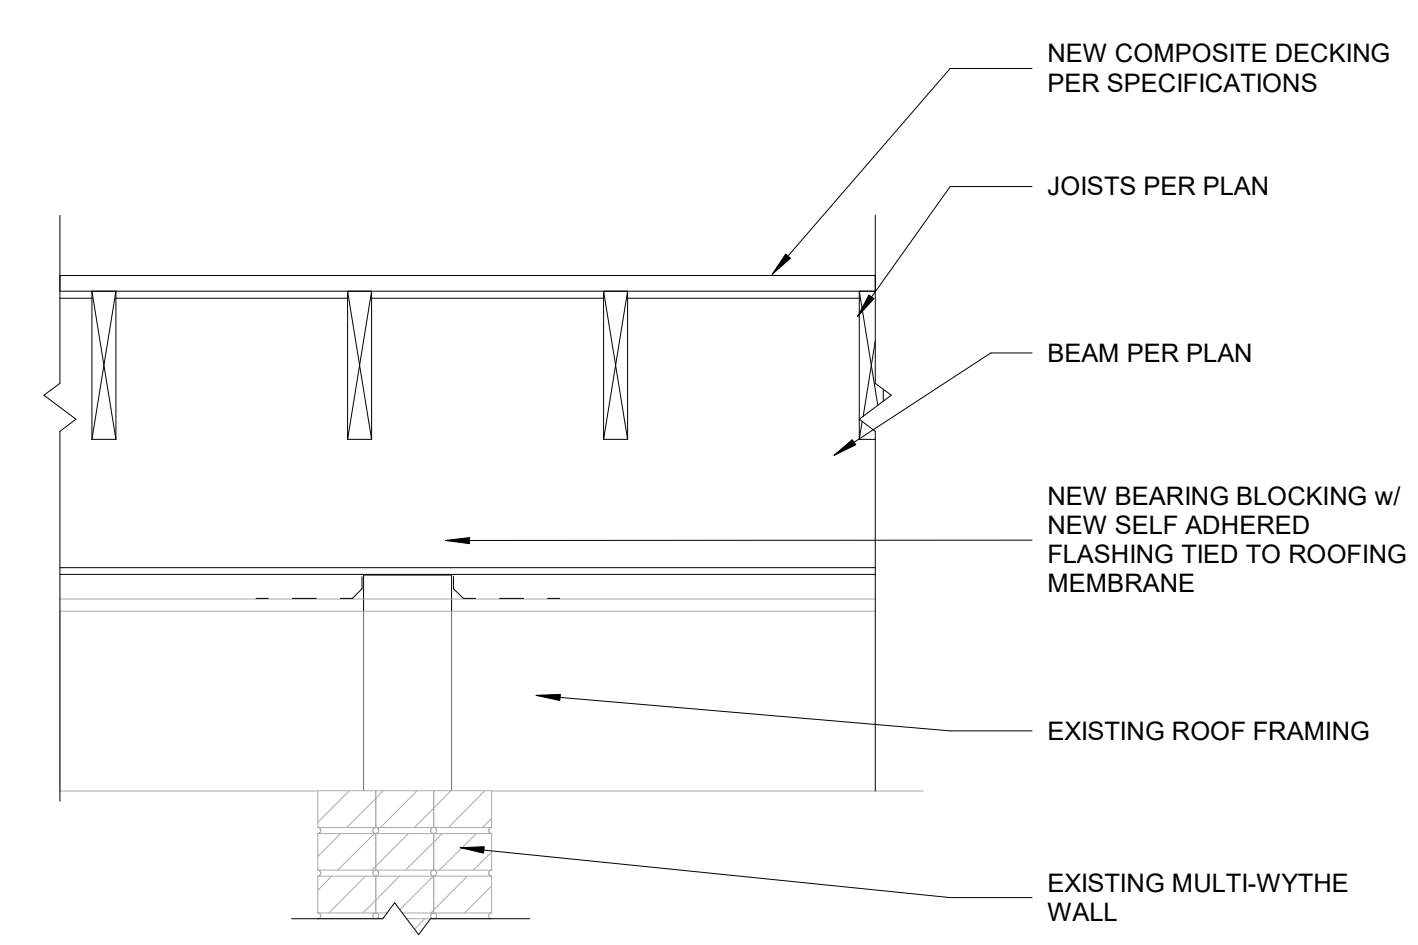 NEW COMPOSITE DECKING
PER SPECIFICATIONS
JOISTS PER PLAN
BEAM PER PLAN
NEW BEARING BLOCKING w/
NEW SELF ADHERED
FLASHING TIED TO ROOFING
MEMBRANE
EXISTING ROOF FRAMING
EXISTING MULTI-WYTHE
WALL